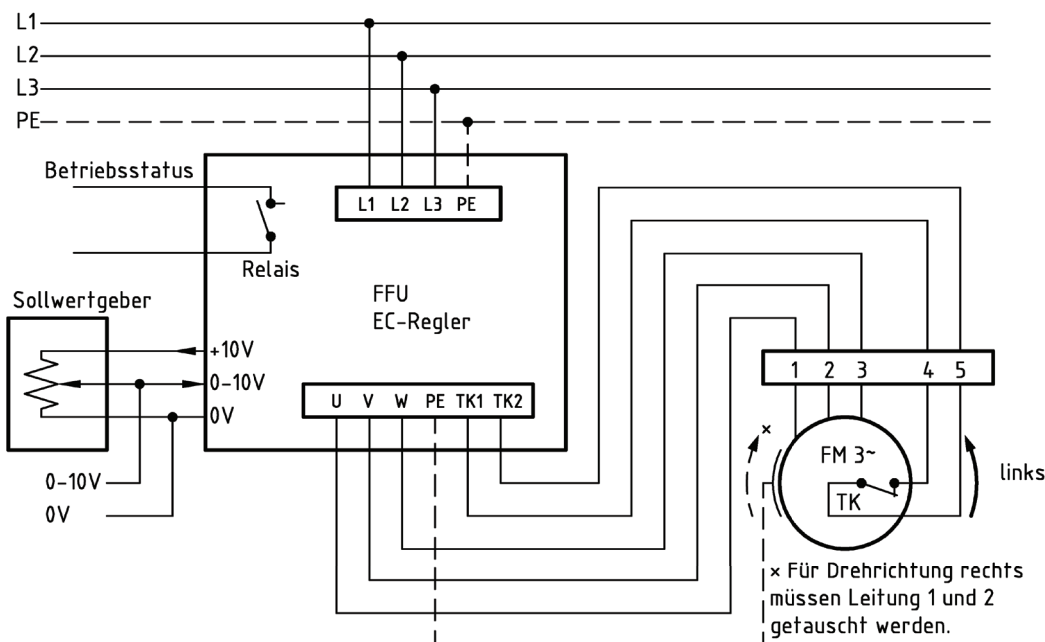 L1
L2
L3
PE
Betriebsstatus
L1 L2 L3 PE
Relais
FFU
EC-Regler
Sollwertgeber
+10V
0-10V
0V
U V W PE TK1 TK2
0-10V
0V
1 2 3 4 5
×
FM 3~
TK
links
× Für Drehrichtung rechts
müssen Leitung 1 und 2
getauscht werden.